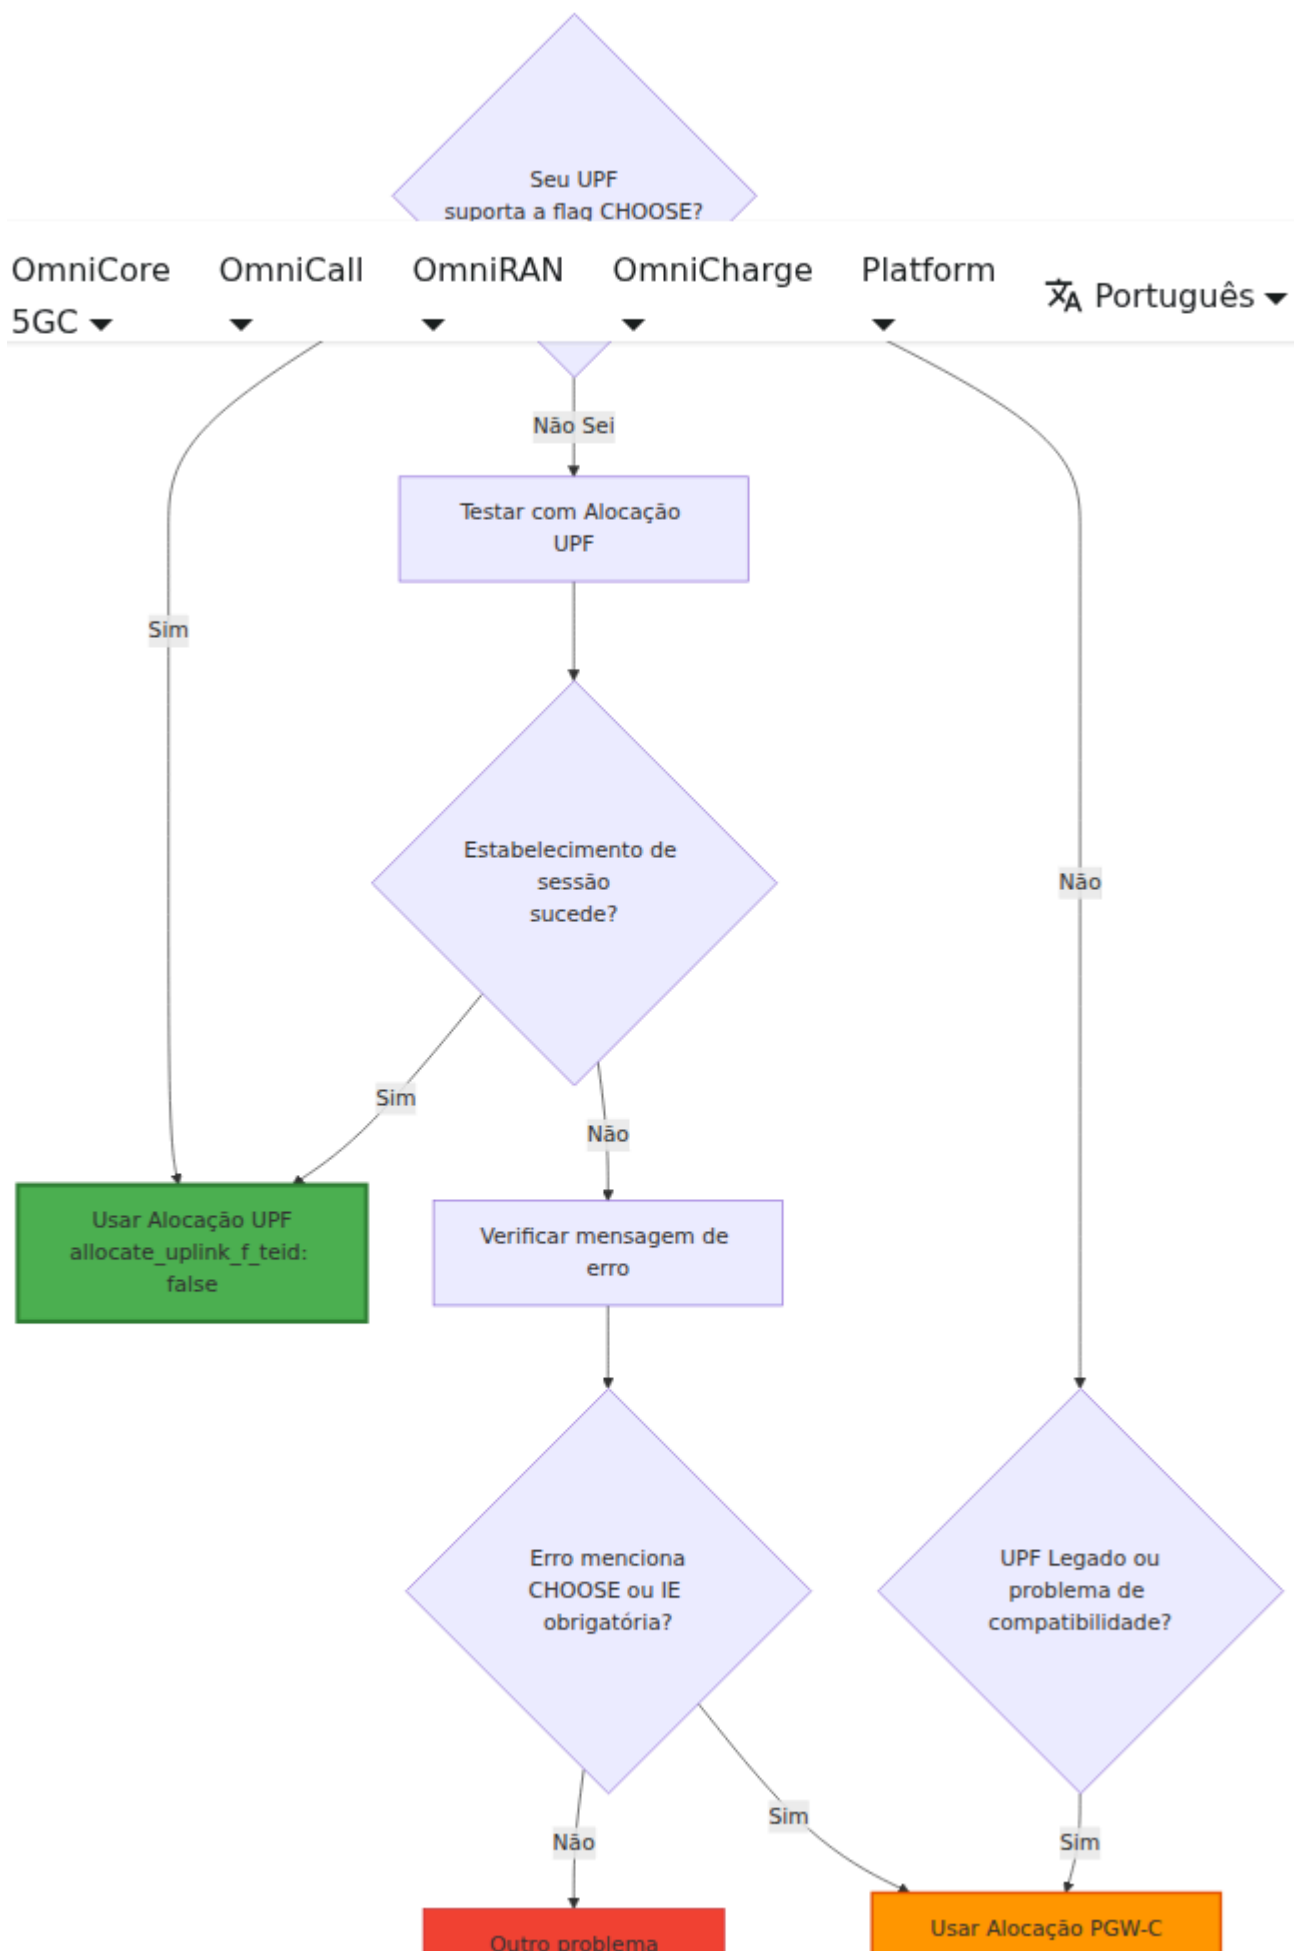 Seu UPF
suporta a flag CHOOSE?
OmniCore OmniCall OmniRAN OmniCharge Platform
5GC
Português
Não Sei
Testar com Alocação
UPF
Sim
Estabelecimento de
sessão
sucede?
Não
Sim
Não
Usar Alocação UPF
allocate_uplink_f_teid:
false
Verificar mensagem de
erro
Erro menciona
CHOOSE ou IE
obrigatória?
UPF Legado ou
problema de
compatibilidade?
Sim
Não
Sim
Usar Alocação PGW-C
Outro problema